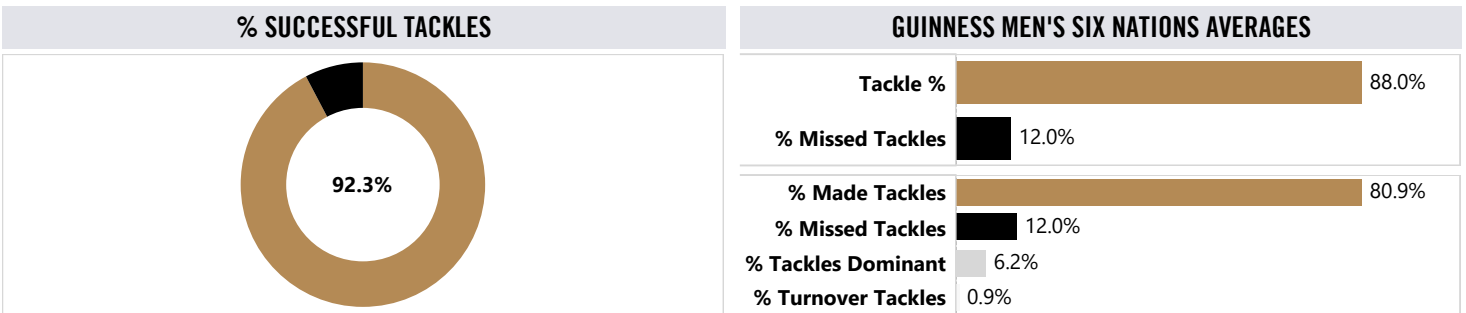 % SUCCESSFUL TACKLES
92.3%
GUINNESS MEN'S SIX NATIONS AVERAGES
Tackle % 88.0%
% Missed Tackles 12.0%
% Made Tackles 80.9%
% Missed Tackles 12.0%
% Tackles Dominant 6.2%
% Turnover Tackles 0.9%